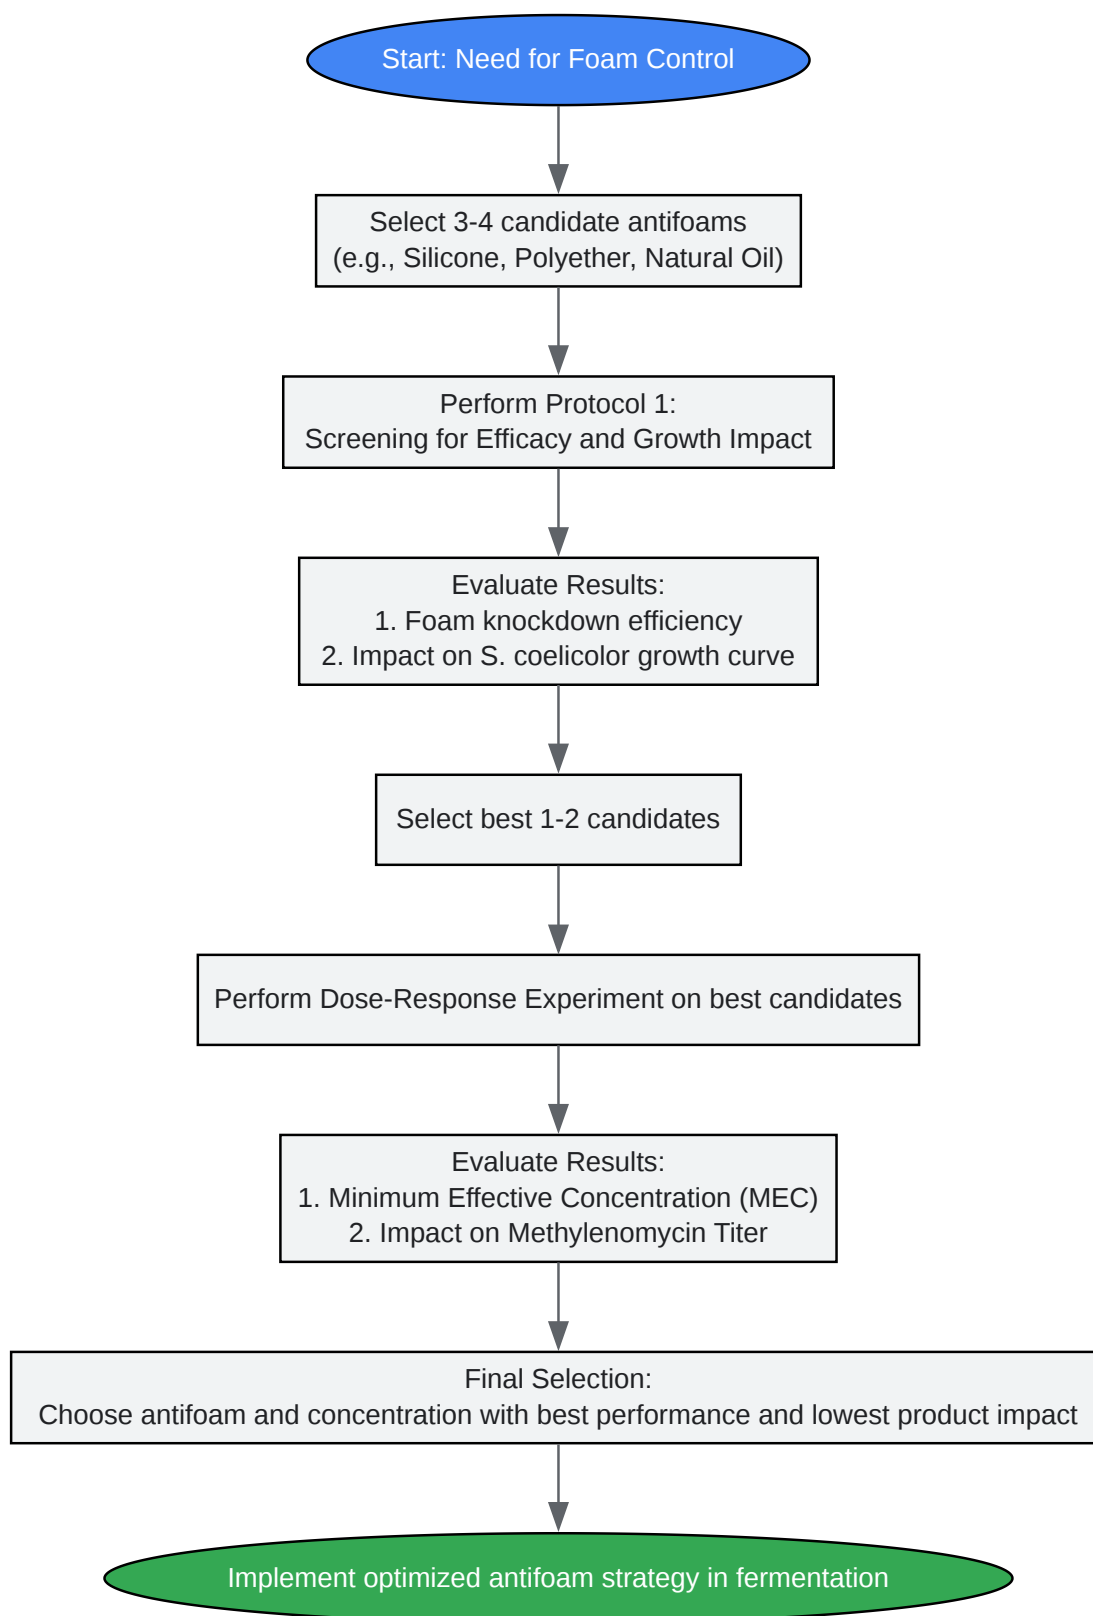 Start: Need for Foam Control
Select 3-4 candidate antifoams
(e.g., Silicone, Polyether, Natural Oil)
Perform Protocol 1:
Screening for Efficacy and Growth Impact
Evaluate Results:
1. Foam knockdown efficiency
2. Impact on S. coelicolor growth curve
Select best 1-2 candidates
Perform Dose-Response Experiment on best candidates
Evaluate Results:
1. Minimum Effective Concentration (MEC)
2. Impact on Methylenomycin Titer
Final Selection:
Choose antifoam and concentration with best performance and lowest product impact
Implement optimized antifoam strategy in fermentation